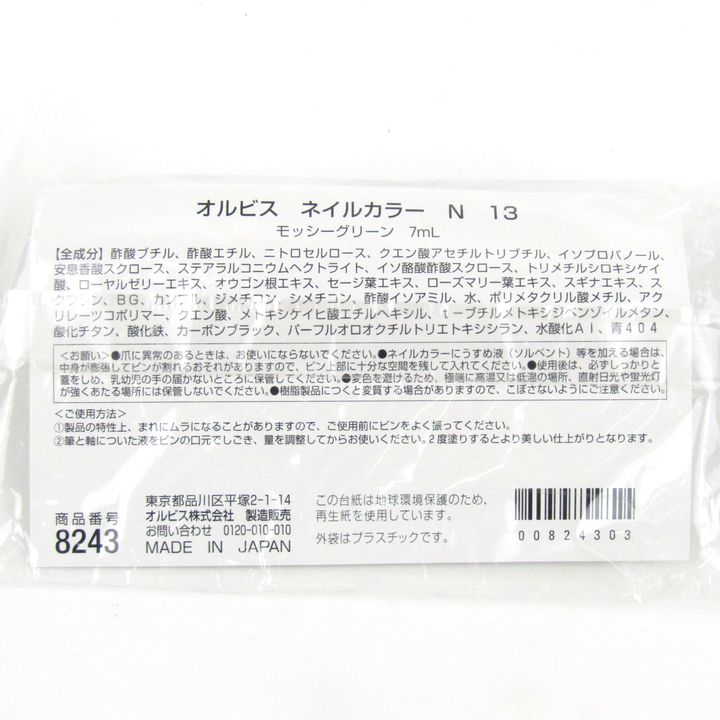 オルビス ネイルカラー N 13
モッシーグリーン 7mL
【全成分】酢酸ブチル、酢酸エチル、ニトロセルロース、クエン酸アセチルトリブチル、イソプロパノール、
安息香酸スクロース、ステアラルコニウムヘクトライト、イソ酪酸酢酸スクロース、トリメチルシロキシケイ
酸、ローヤルゼリーエキス、オウゴン根エキス、セージ葉エキス、ローズマリー葉エキス、スギナエキス、ス
クワラン、BG、カンフル、ジメチコン、シメチコン、酢酸イソアミル、水、ポリメタクリル酸メチル、アク
リレーツコポリマー、クエン酸、メトキシケイヒ酸エチルヘキシル、t-ブチルメトキシジベンゾイルメタン、
酸化チタン、酸化鉄、カーボンブラック、パーフルオロオクチルトリエトキシシラン、水酸化Al、青404
<お願い>●爪に異常のあるときは、お使いにならないでください。●ネイルカラーにうすめ液（ソルベント）等を加える場合は、
中身が膨張してビンが割れるおそれがありますので、ビン上部に十分な空間を残して入れてください。●使用後は、必ずしっかりと
蓋をしめ、乳幼児の手の届かないところに保管してください。●変色を避けるため、極端に高温又は低温の場所、直射日光や蛍光灯
が強くあたる場所には保管しないでください。●樹脂製品につくと変質する場合がありますので、こぼさないようにご注意ください。
<ご使用方法>
①製品の特性上、まれにムラになることがありますので、ご使用前にビンをよく振ってください。
②筆と軸についた液をビンの口元でしごき、量を調整してからお使いください。2度塗りするとより美しい仕上がりとなります。
商品番号
8243
東京都品川区平塚2-1-14
オルビス株式会社 製造販売
お問い合わせ 0120-010-010
MADE IN JAPAN
この台紙は地球環境保護のため、
再生紙を使用しています。
外袋はプラスチックです。
00824303